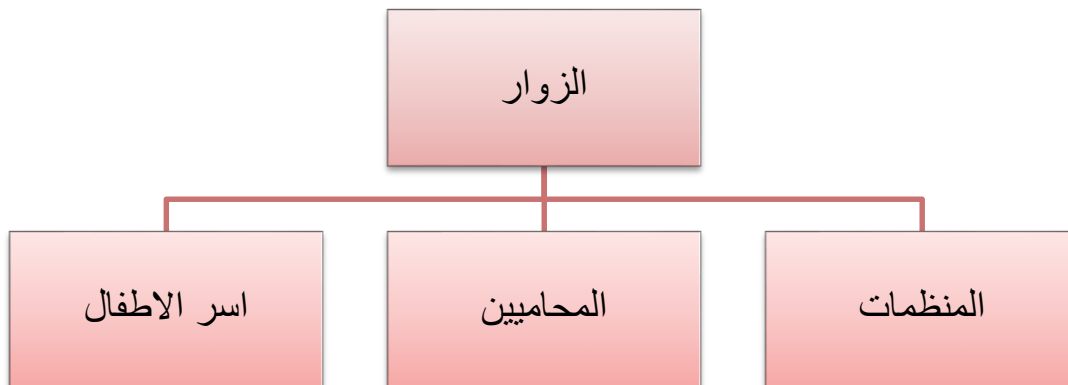 الزوار
المنظمات
المحاميين
اسر الاطفال